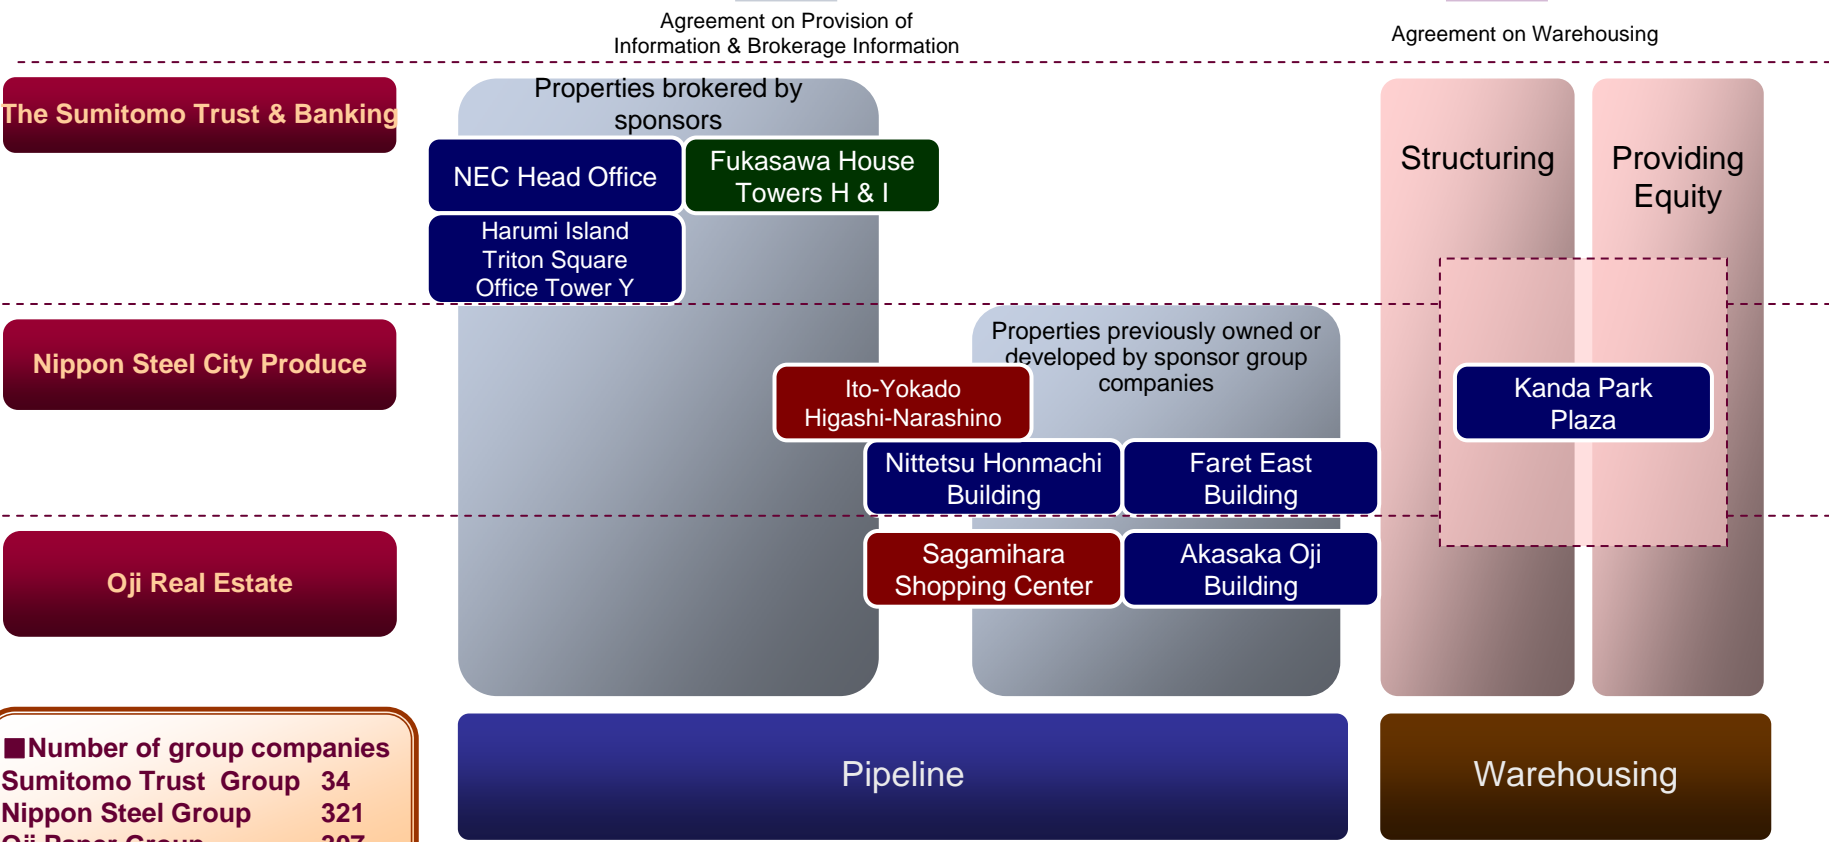 Agreement on Provision of
Information & Brokerage Information
Agreement on Warehousing
The Sumitomo Trust & Banking
Properties brokered by
sponsors
NEC Head Office
Fukasawa House
Towers H & I
Harumi Island
Triton Square
Office Tower Y
Structuring
Providing
Equity
Nippon Steel City Produce
Properties previously owned or
developed by sponsor group
companies
Ito-Yokado
Higashi-Narashino
Kanda Park
Plaza
Nittetsu Honmachi
Building
Faret East
Building
Oji Real Estate
Sagamihara
Shopping Center
Akasaka Oji
Building
■Number of group companies
Sumitomo Trust Group 34
Nippon Steel Group 321
Oji Paper Group 307
Pipeline
Warehousing